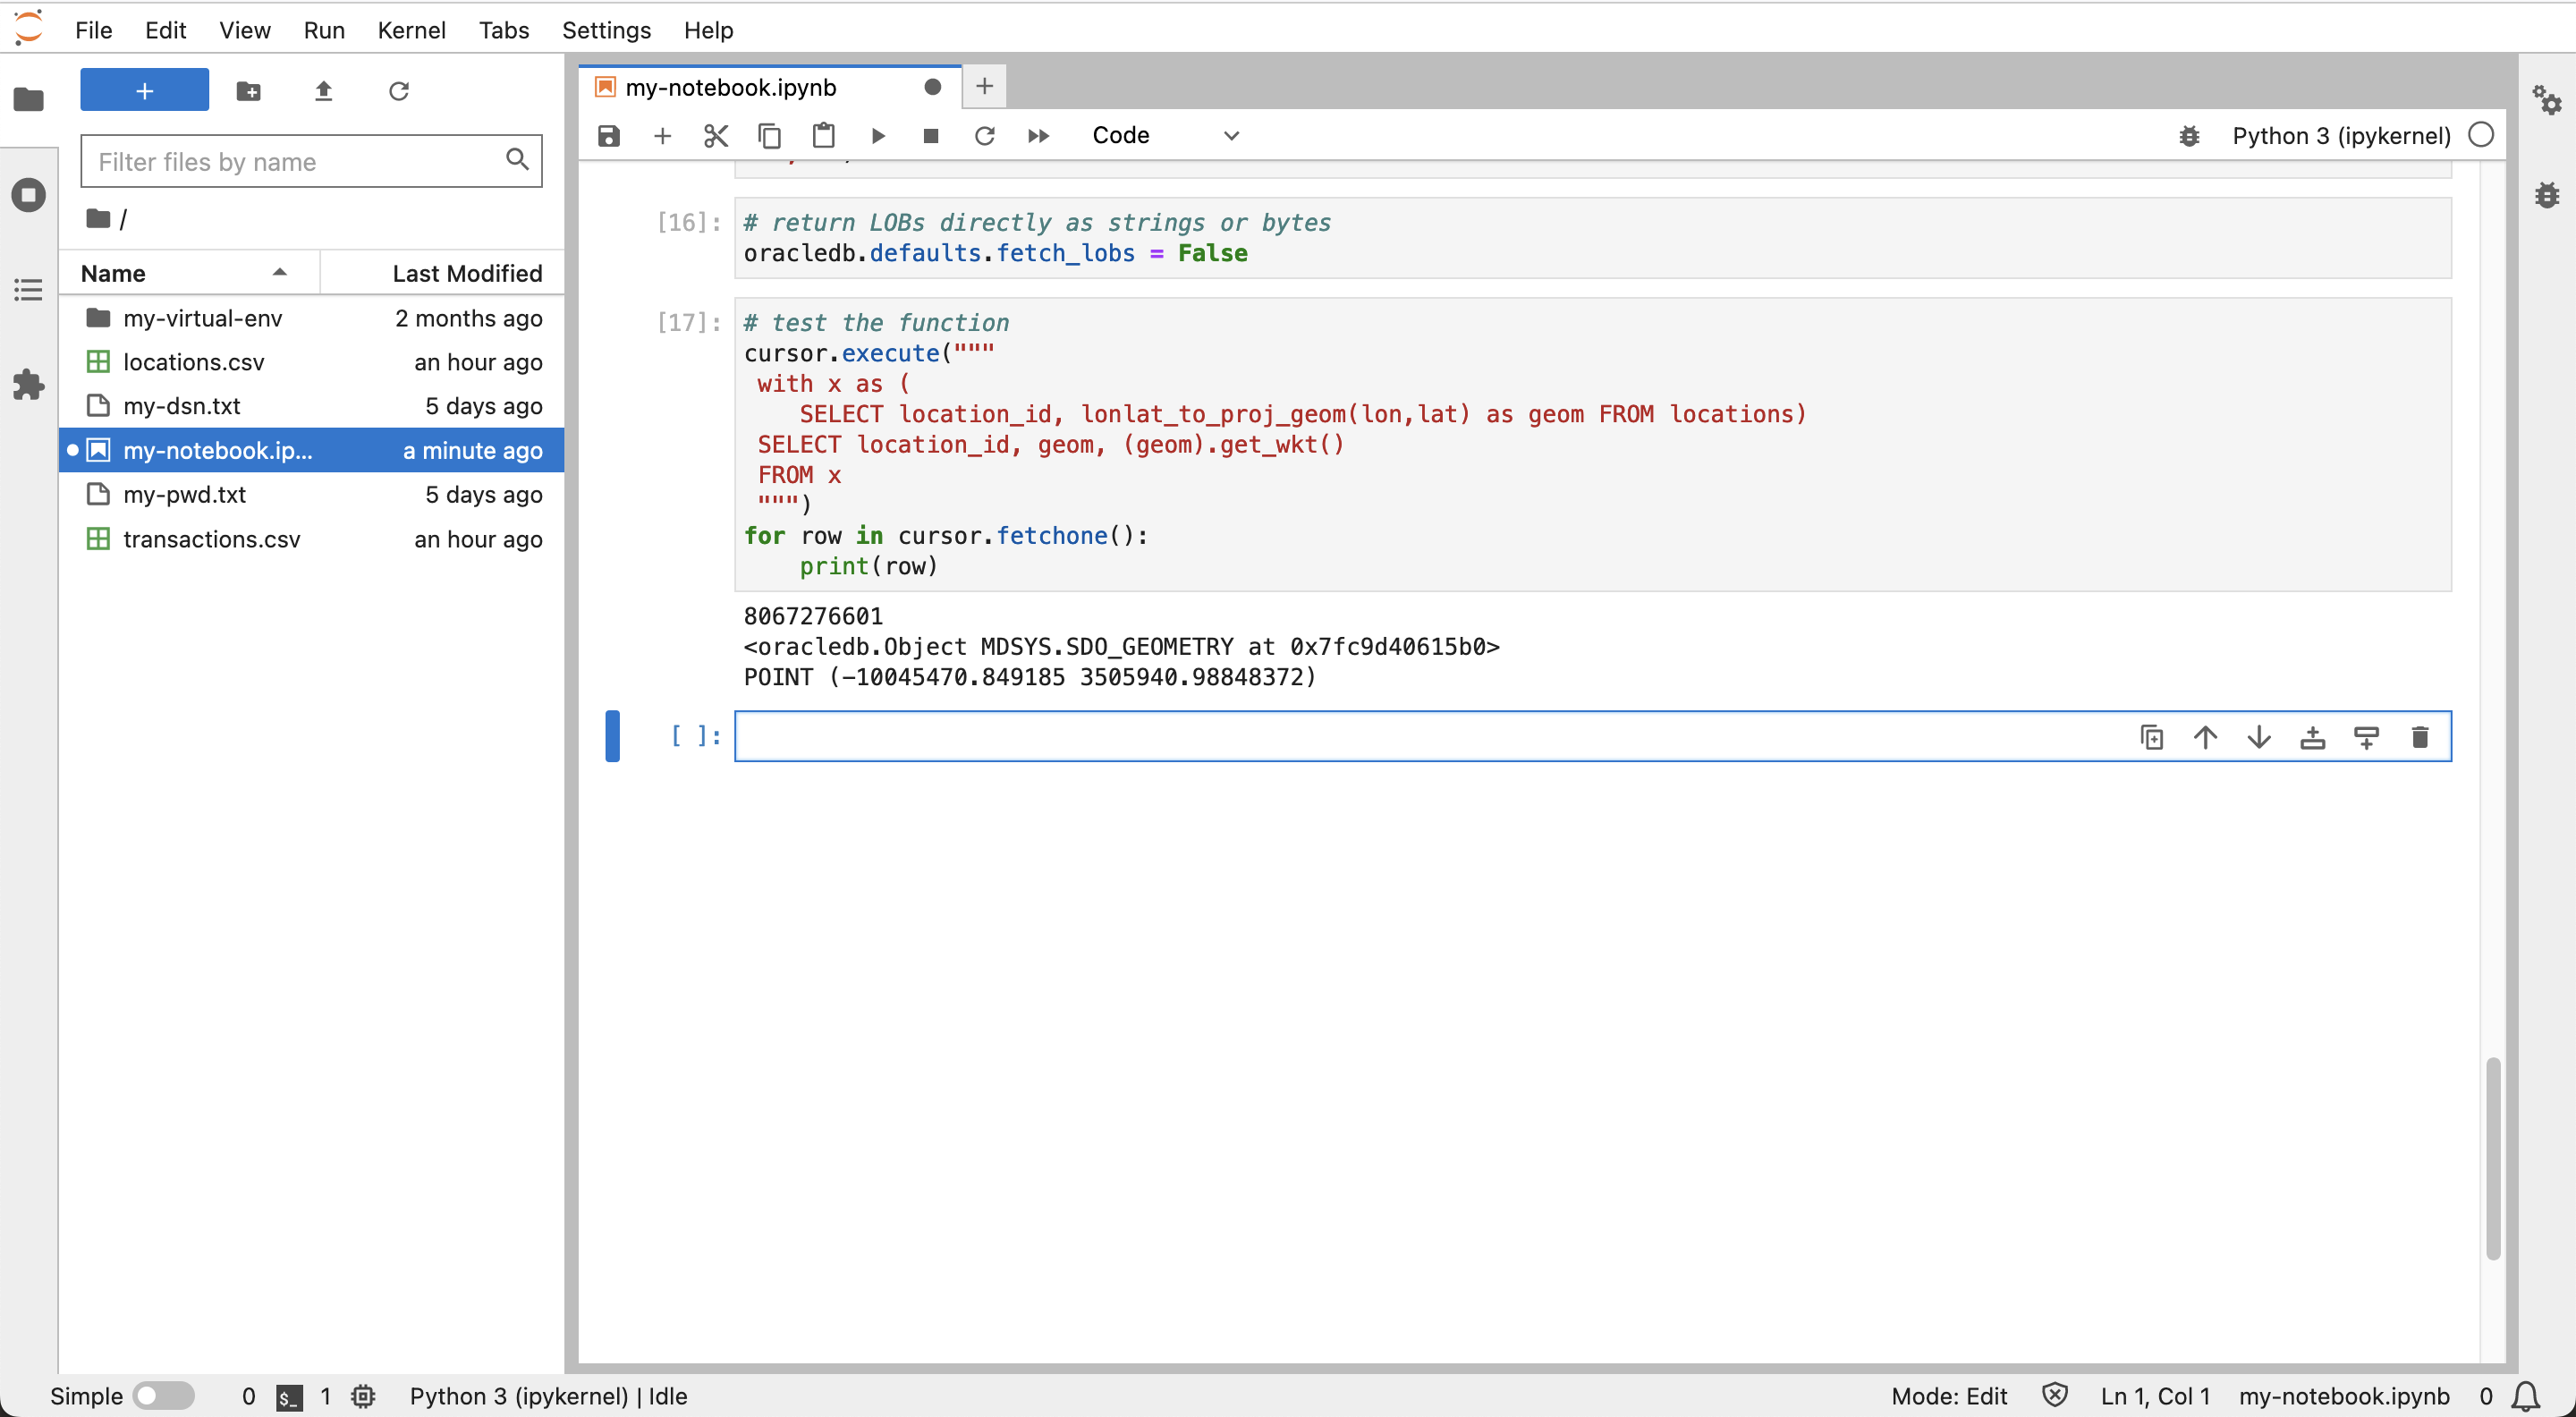 File Edit View Run Kernel Tabs Settings Help
my-notebook.ipynb
Code
Python 3 (ipykernel)
Filter files by name
/
Name Last Modified
my-virtual-env 2 months ago
locations.csv an hour ago
my-dsn.txt 5 days ago
my-notebook.ip... a minute ago
my-pwd.txt 5 days ago
transactions.csv an hour ago
[16]: # return LOBs directly as strings or bytes
oracledb.defaults.fetch_lobs = False
[17]: # test the function
cursor.execute("""
with x as (
SELECT location_id, lonlat_to_proj_geom(lon,lat) as geom FROM locations)
SELECT location_id, geom, (geom).get_wkt()
FROM x
""")
for row in cursor.fetchone():
print(row)
8067276601
<oracledb.Object MDSYS.SDO_GEOMETRY at 0x7fc9d40615b0>
POINT (-10045470.849185 3505940.98848372)
[ ]:
Simple 0 $_ 1 Python 3 (ipykernel) | Idle Mode: Edit Ln 1, Col 1 my-notebook.ipynb 0